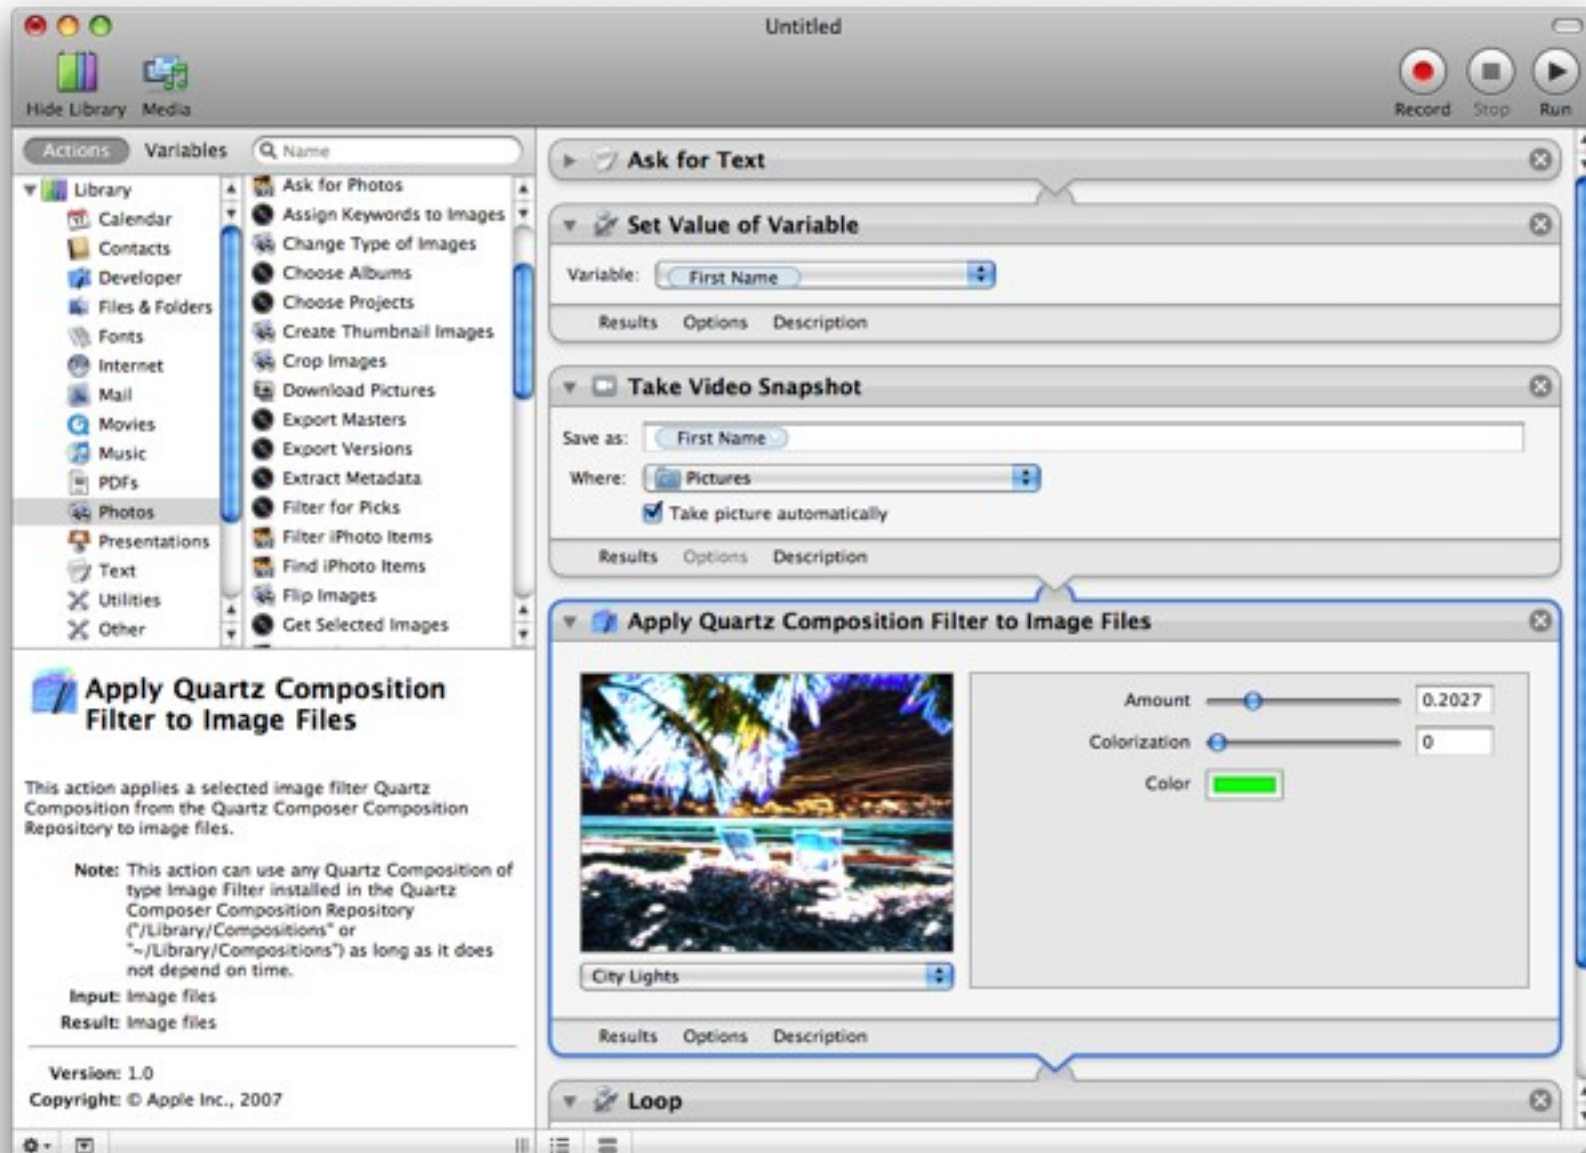 Untitled
Hide Library
Media
Record
Stop
Run
Actions
Variables
Name
Library
Calendar
Contacts
Developer
Files & Folders
Fonts
Internet
Mail
Movies
Music
PDFs
Photos
Presentations
Text
Utilities
Other
Ask for Photos
Assign Keywords to Images
Change Type of Images
Choose Albums
Choose Projects
Create Thumbnail Images
Crop Images
Download Pictures
Export Masters
Export Versions
Extract Metadata
Filter for Picks
Filter iPhoto Items
Find iPhoto Items
Flip Images
Get Selected Images
Apply Quartz Composition
Filter to Image Files
This action applies a selected image filter Quartz
Composition from the Quartz Composer Composition
Repository to image files.
Note: This action can use any Quartz Composition of
type Image Filter installed in the Quartz
Composer Composition Repository
("/Library/Compositions" or
"~/Library/Compositions") as long as it does
not depend on time.
Input: Image files
Result: Image files
Version: 1.0
Copyright: © Apple Inc., 2007
Ask for Text
Set Value of Variable
Variable: First Name
Results Options Description
Take Video Snapshot
Save as: First Name
Where: Pictures
Take picture automatically
Results Options Description
Apply Quartz Composition Filter to Image Files
Amount 0.2027
Colorization 0
Color
City Lights
Results Options Description
Loop